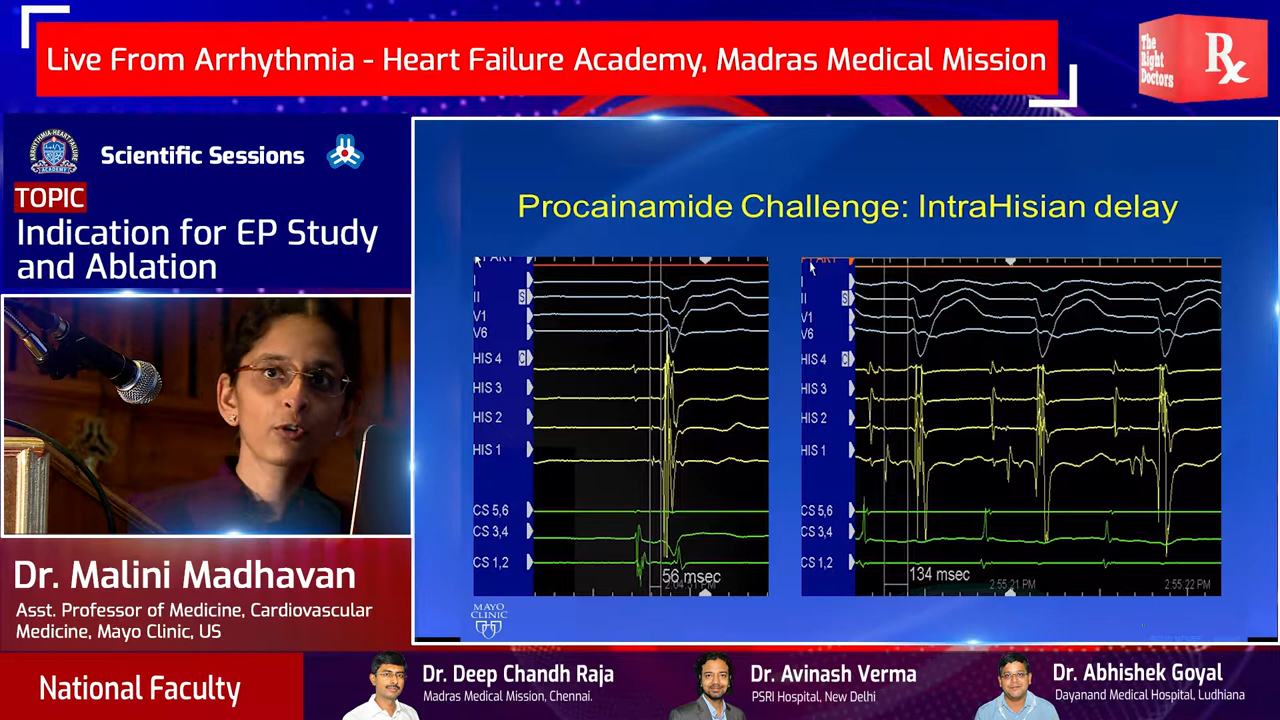 Live From Arrhythmia - Heart Failure Academy, Madras Medical Mission
The
Right
Doctors
Rx
Scientific Sessions
TOPIC
Indication for EP Study
and Ablation
Dr. Malini Madhavan
Asst. Professor of Medicine, Cardiovascular
Medicine, Mayo Clinic, US
Procainamide Challenge: IntraHisian delay
I
II
V1
V6
HIS 4
HIS 3
HIS 2
HIS 1
CS 5,6
CS 3,4
CS 1,2
S
C
56 msec
I
II
V1
V6
HIS 4
HIS 3
HIS 2
HIS 1
CS 5,6
CS 3,4
CS 1,2
S
C
134 msec
2:55:21 PM
2:55:22 PM
MAYO
CLINIC
National Faculty
Dr. Deep Chandh Raja
Madras Medical Mission, Chennai.
Dr. Avinash Verma
PSRI Hospital, New Delhi
Dr. Abhishek Goyal
Dayanand Medical Hospital, Ludhiana